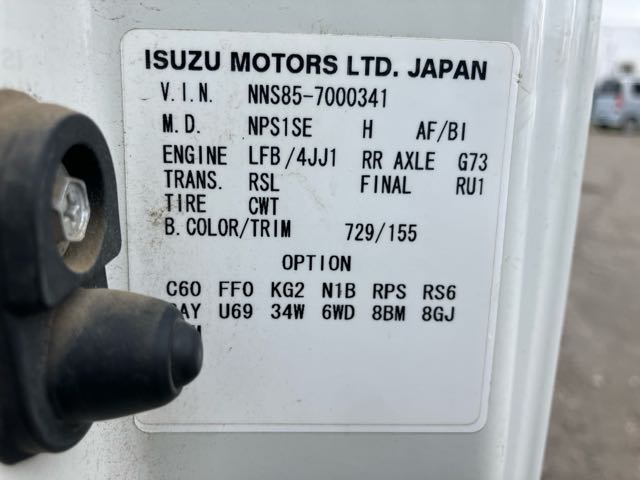 ISUZU MOTORS LTD. JAPAN
V.I.N. NNS85-7000341
M.D. NPS1SE H AF/BI
ENGINE LFB/4JJ1 RR AXLE G73
TRANS. RSL FINAL RU1
TIRE CWT
B.COLOR/TRIM 729/155
OPTION
C60 FF0 KG2 N1B RPS RS6
U69 34W 6WD 8BM 8GJ